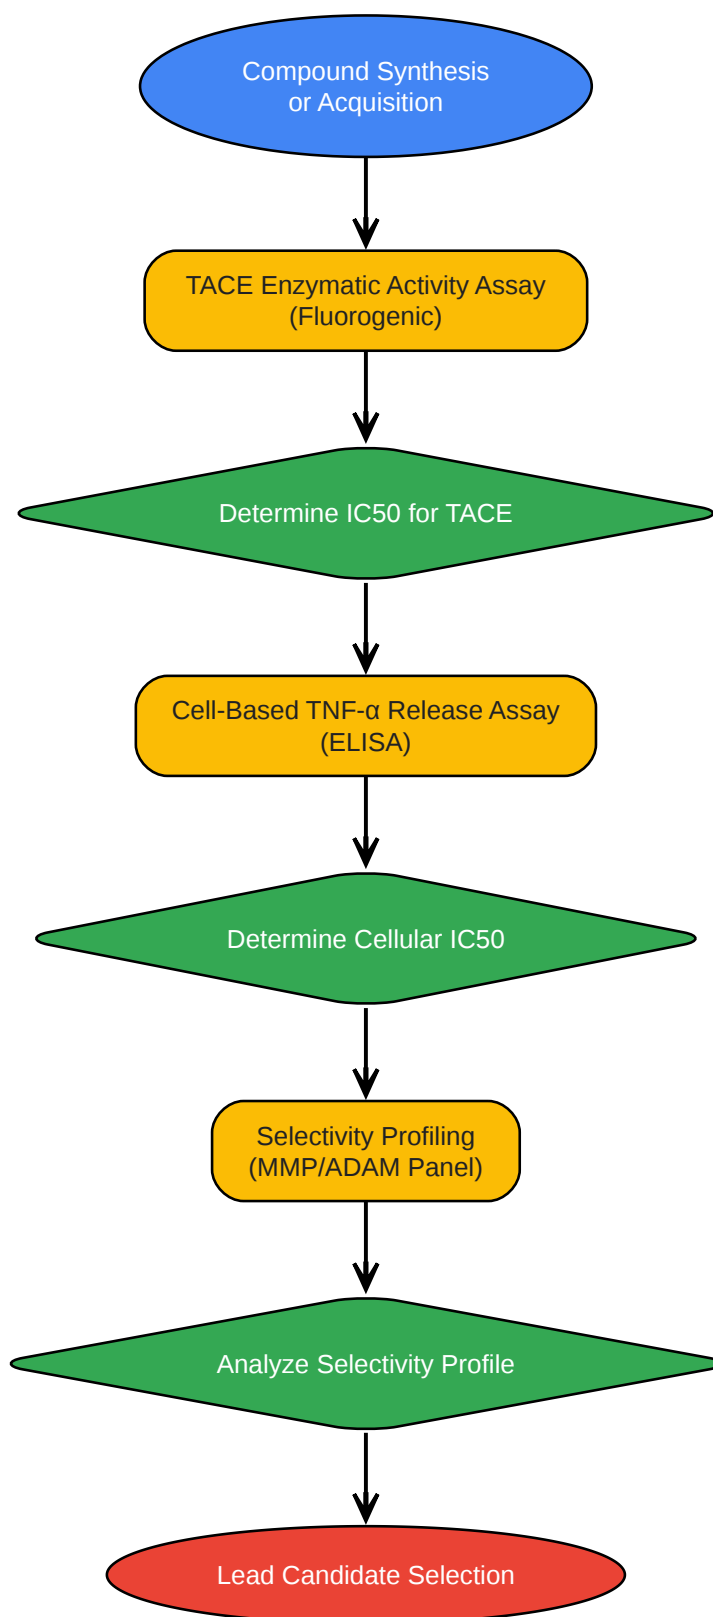 Compound Synthesis
or Acquisition
TACE Enzymatic Activity Assay
(Fluorogenic)
Determine IC50 for TACE
Cell-Based TNF-α Release Assay
(ELISA)
Determine Cellular IC50
Selectivity Profiling
(MMP/ADAM Panel)
Analyze Selectivity Profile
Lead Candidate Selection